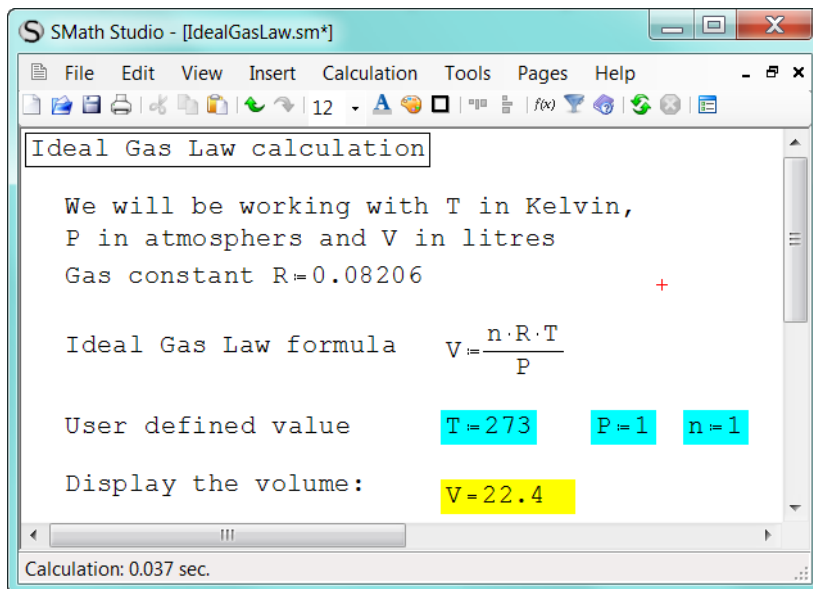 SMath Studio - [IdealGasLaw.sm*]
File Edit View Insert Calculation Tools Pages Help
12 A f(x)
Ideal Gas Law calculation
We will be working with T in Kelvin,
P in atmosphers and V in litres
Gas constant R≔0.08206
Ideal Gas Law formula V≔n·R·T/P
User defined value T≔273 P≔1 n≔1
Display the volume: V=22.4
Calculation: 0.037 sec.